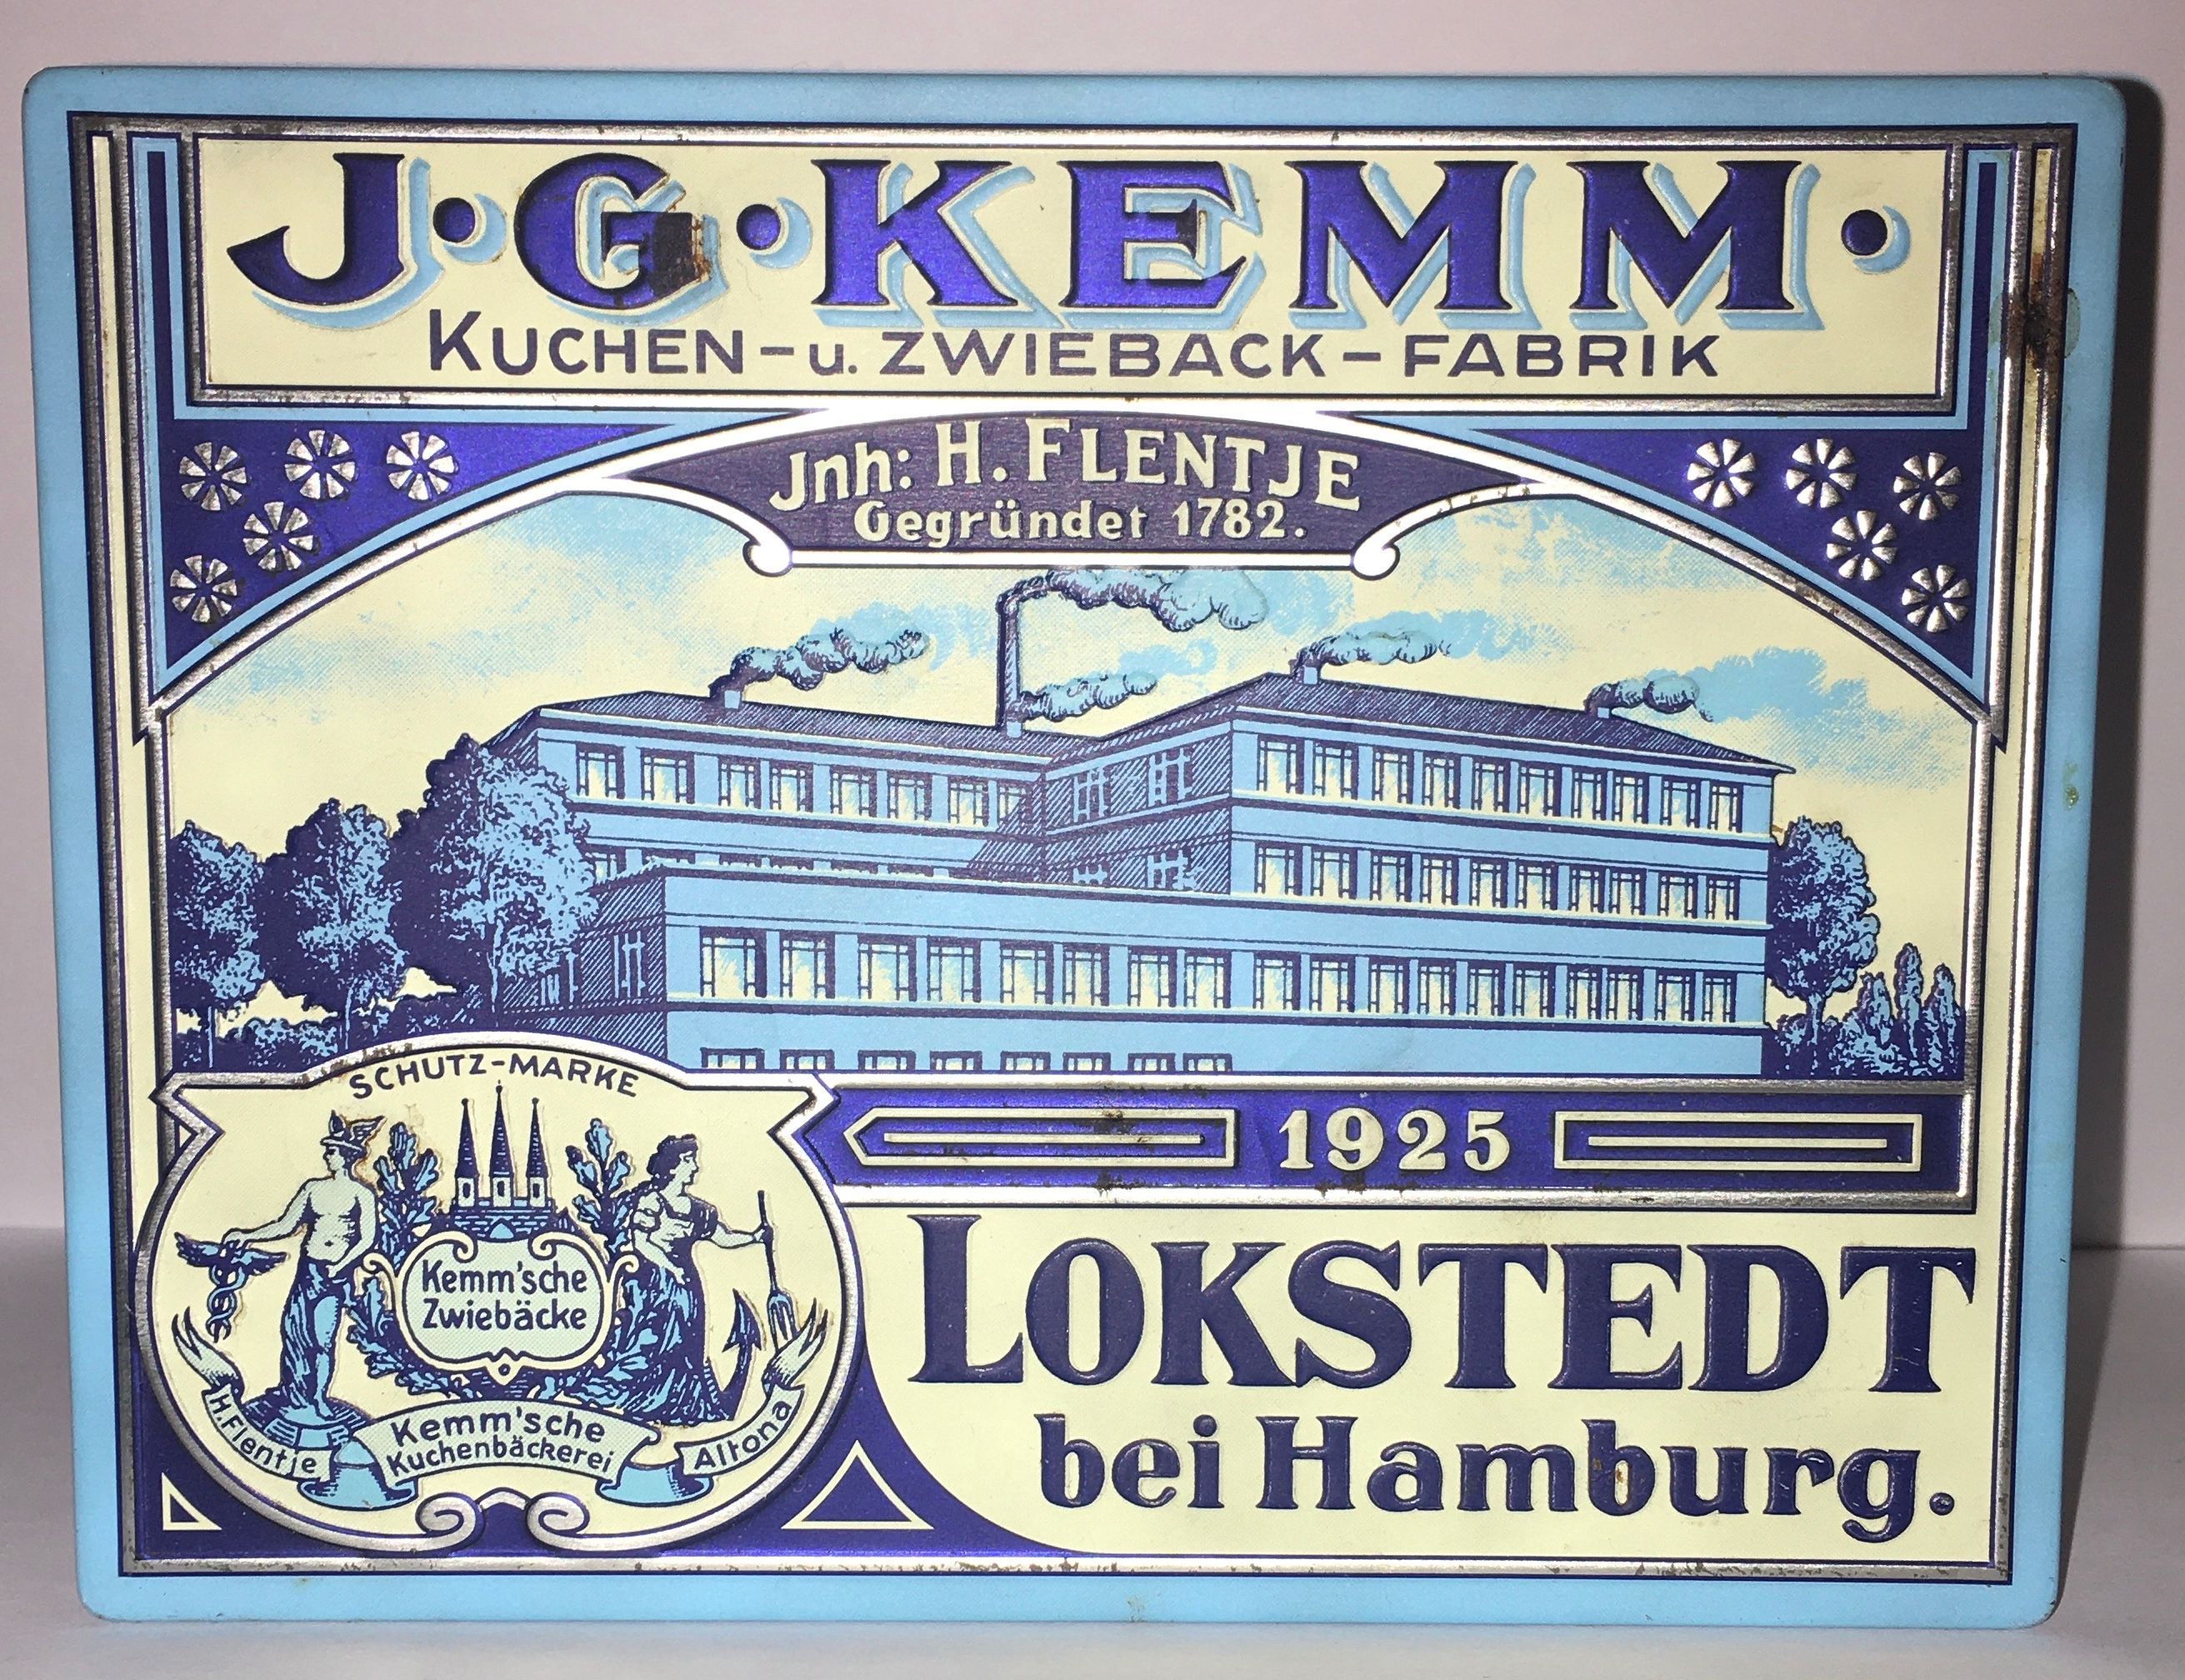 J·G·KEMM·
KUCHEN-u. ZWIEBACK-FABRIK
Jnh: H. FLENTJE
Gegründet 1782.
SCHUTZ-MARKE
Kemm'sche
Zwiebäcke
H. Flentje
Kemm'sche
Kuchenbäckerei
Altona
1925
LOKSTEDT
bei Hamburg.